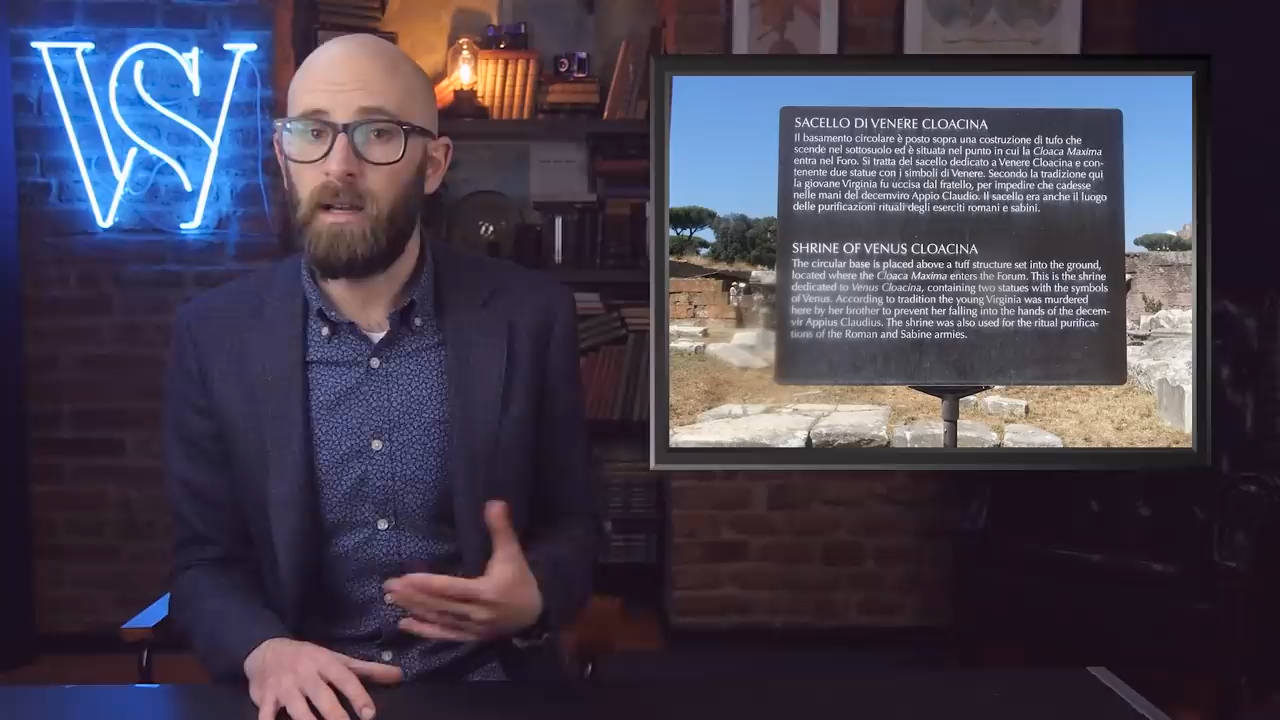 WS
SACELLO DI VENERE CLOACINA
Il basamento circolare è posto sopra una costruzione di tufo che
scende nel sottosuolo ed è situata nel punto in cui la Cloaca Maxima
entra nel Foro. Si tratta del sacello dedicato a Venere Cloacina e con-
tenente due statue con i simboli di Venere. Secondo la tradizione qui
la giovane Virginia fu uccisa dal fratello, per impedire che cadesse
nelle mani del decemviro Appio Claudio. Il sacello era anche il luogo
delle purificazioni rituali degli eserciti romani e sabini.
SHRINE OF VENUS CLOACINA
The circular base is placed above a tuff structure set into the ground,
located where the Cloaca Maxima enters the Forum. This is the shrine
dedicated to Venus Cloacina, containing two statues with the symbols
of Venus. According to tradition the young Virginia was murdered
here by her brother to prevent her falling into the hands of the decem-
vir Appius Claudius. The shrine was also used for the ritual purifica-
tions of the Roman and Sabine armies.